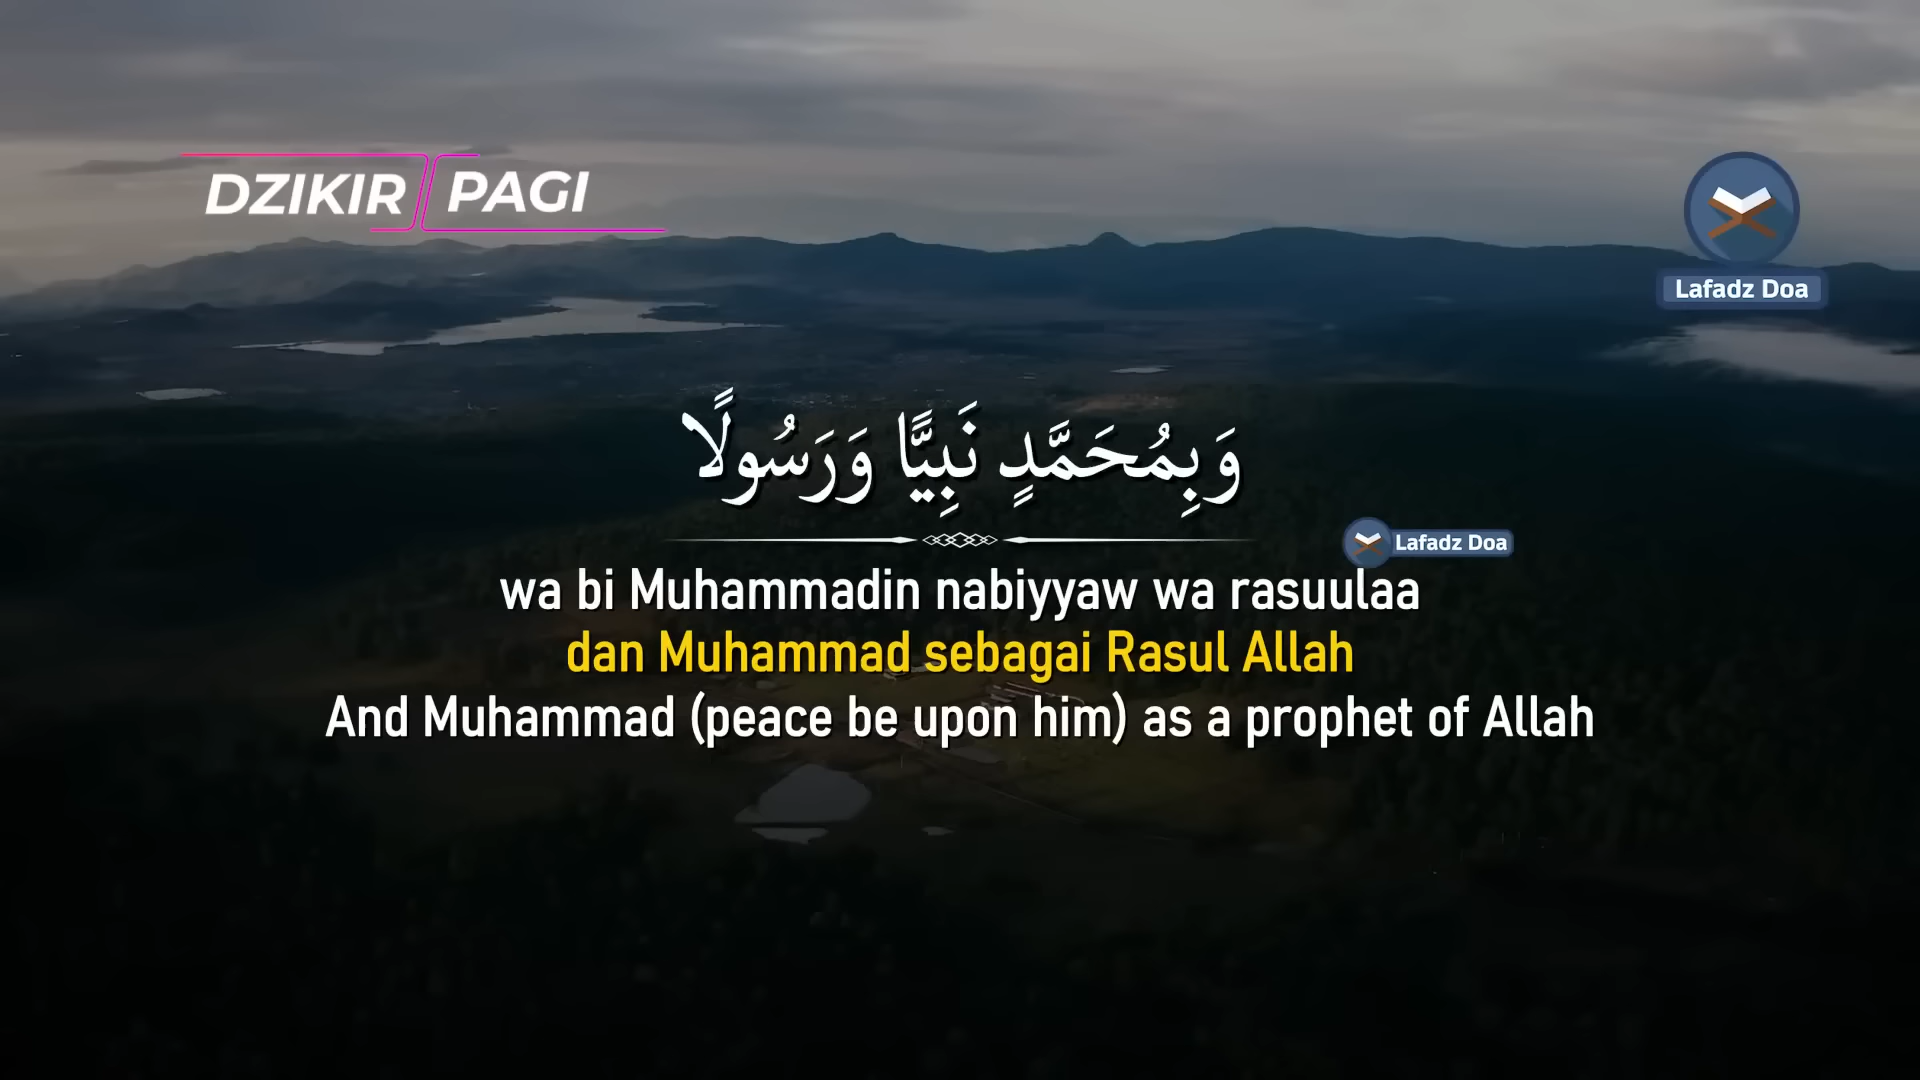 DZIKIR PAGI
Lafadz Doa
وَبِمُحَمَّدٍ نَبِيًّا وَرَسُولًا
Lafadz Doa
wa bi Muhammadin nabiyyaw wa rasuulaa
dan Muhammad sebagai Rasul Allah
And Muhammad (peace be upon him) as a prophet of Allah